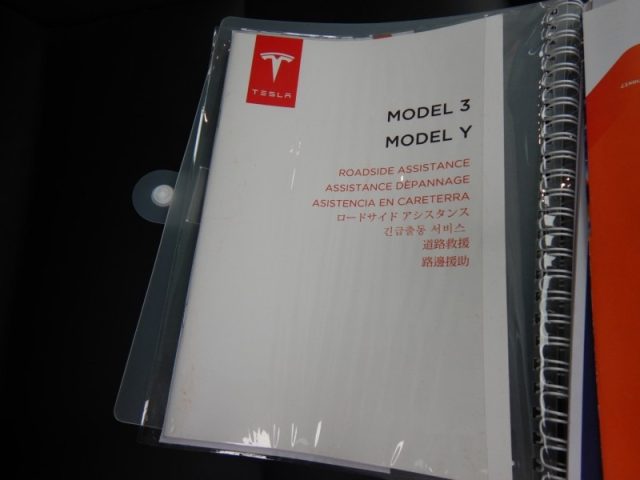 TESLA
MODEL 3
MODEL Y
ROADSIDE ASSISTANCE
ASSISTANCE DÉPANNAGE
ASISTENCIA EN CARETERRA
ロードサイド アシスタンス
긴급출동 서비스
道路救援
路邊援助